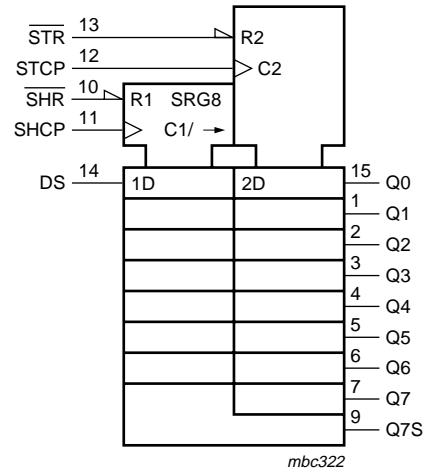 STR 13 R2
STCP 12 C2
SHR 10 R1 SRG8
SHCP 11 C1/ →
DS 14 1D 2D 15 Q0
1 Q1
2 Q2
3 Q3
4 Q4
5 Q5
6 Q6
7 Q7
9 Q7S
mbc322